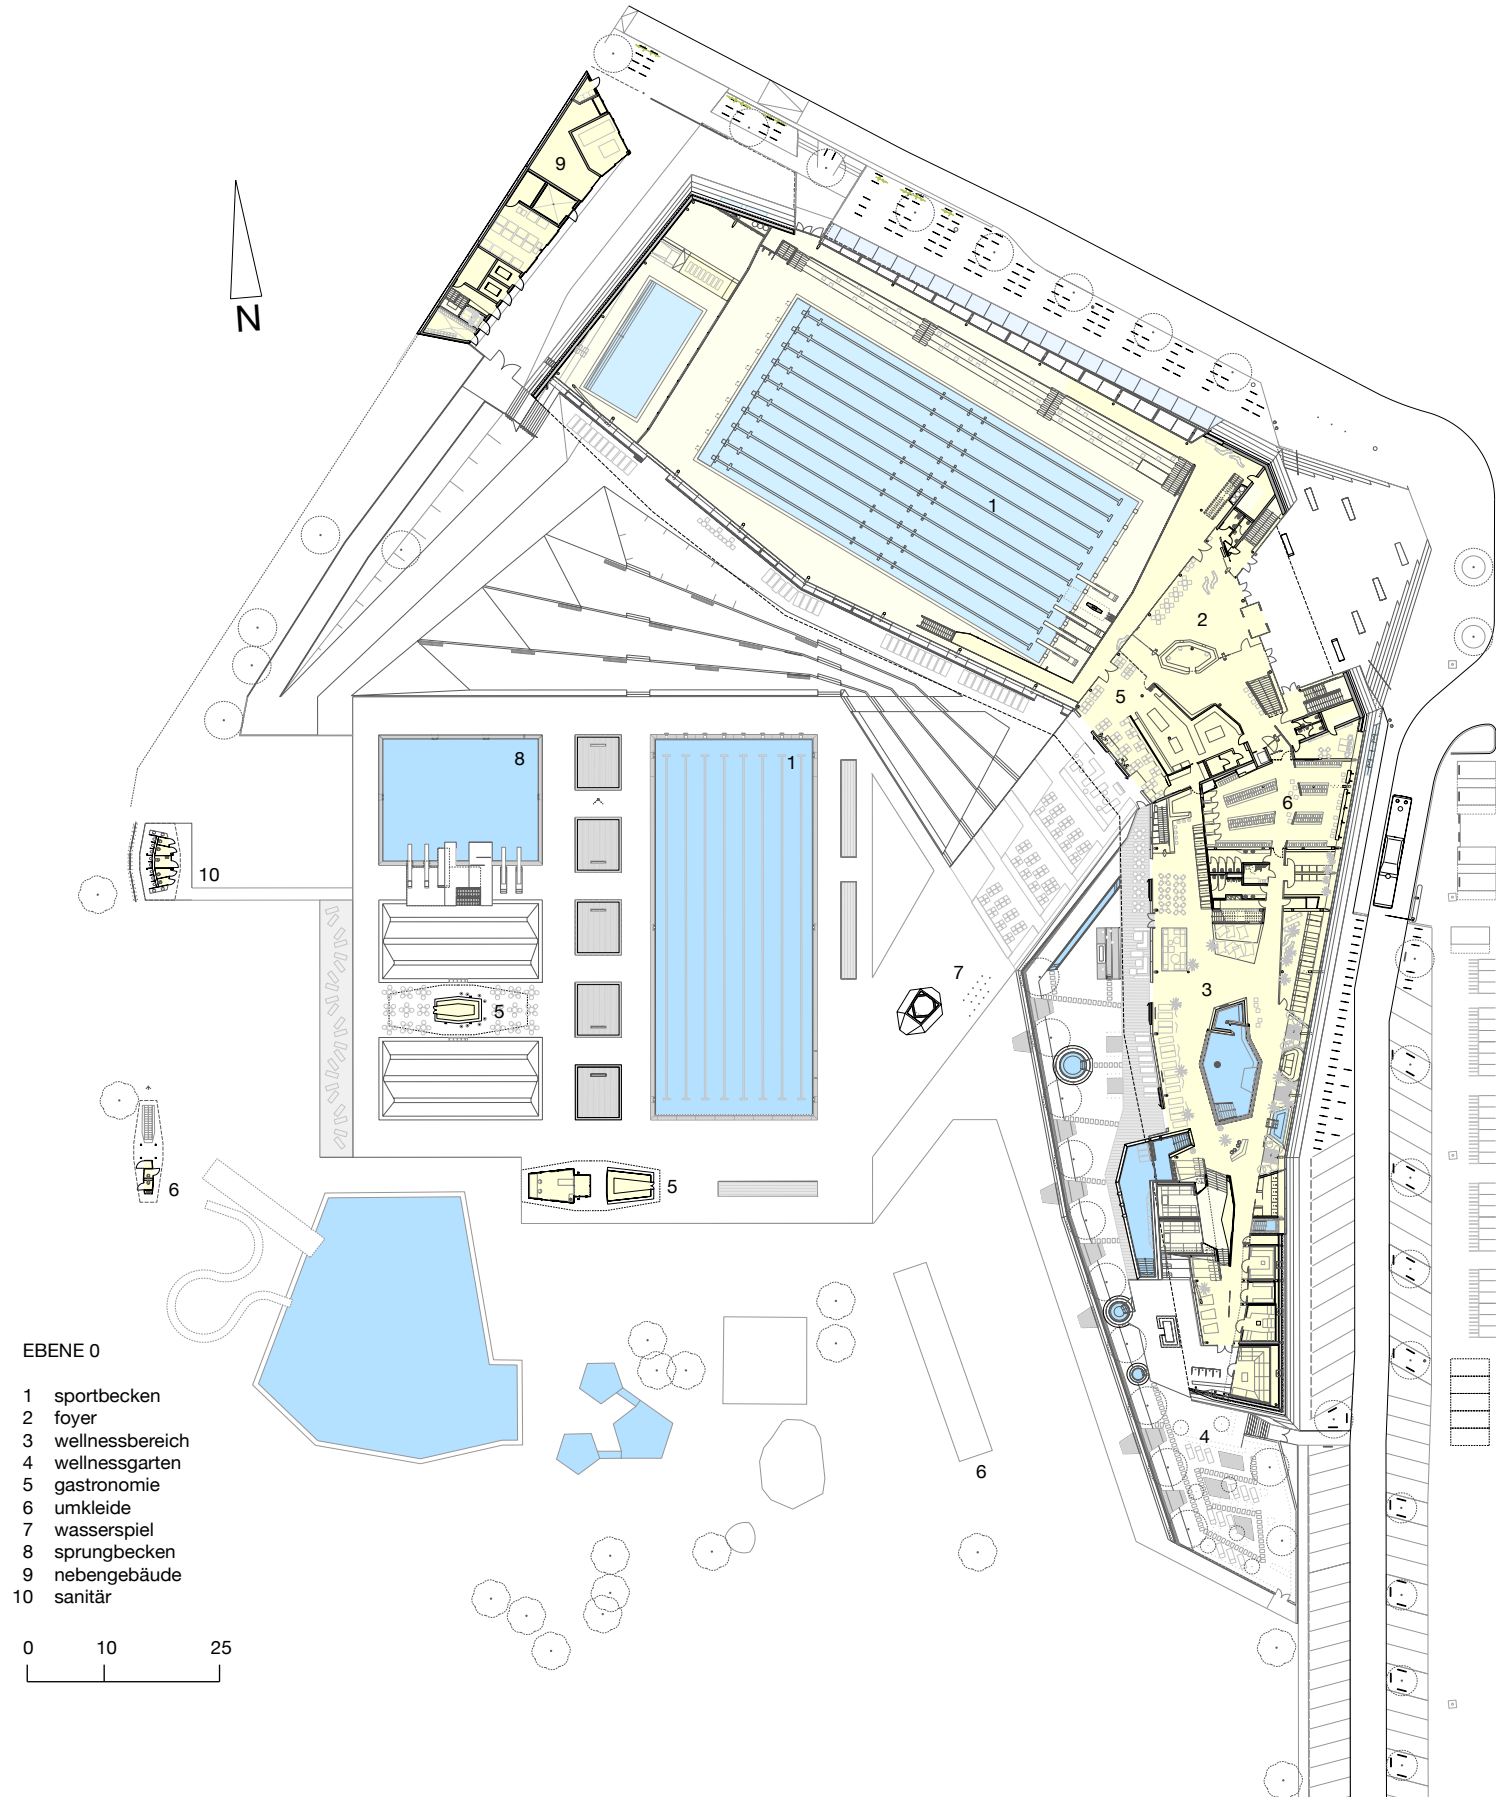 9
N
1
2
5
8
1
6
10
7
5
3
6
5
4
6
EBENE 0
1 sportbecken
2 foyer
3 wellnessbereich
4 wellnessgarten
5 gastronomie
6 umkleide
7 wasserspiel
8 sprungbecken
9 nebengebäude
10 sanitär
0 10 25